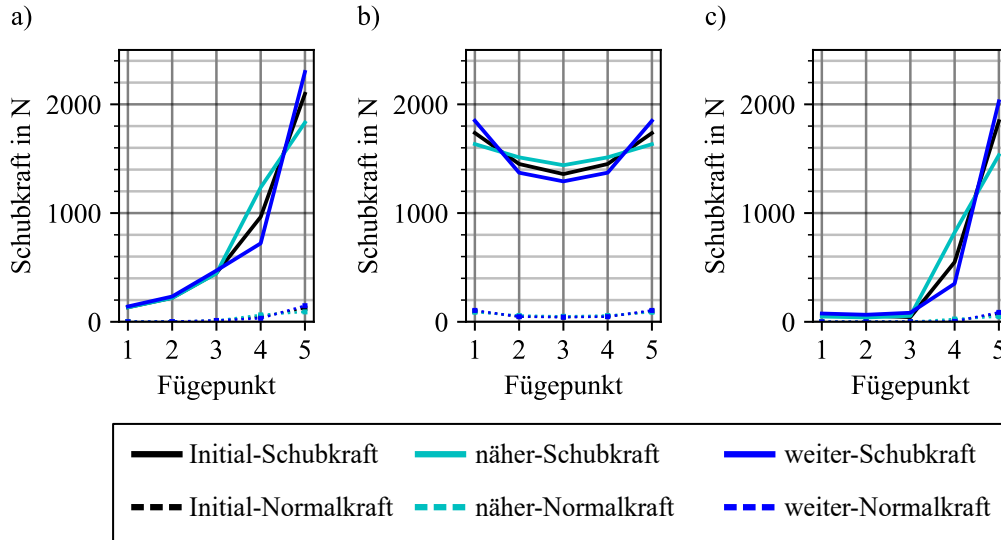 a)
b)
c)
Schubkraft in N
2000
1000
0
1 2 3 4 5
Fügepunkt
Schubkraft in N
2000
1000
0
1 2 3 4 5
Fügepunkt
Schubkraft in N
2000
1000
0
1 2 3 4 5
Fügepunkt
Initial-Schubkraft
näher-Schubkraft
weiter-Schubkraft
Initial-Normalkraft
näher-Normalkraft
weiter-Normalkraft